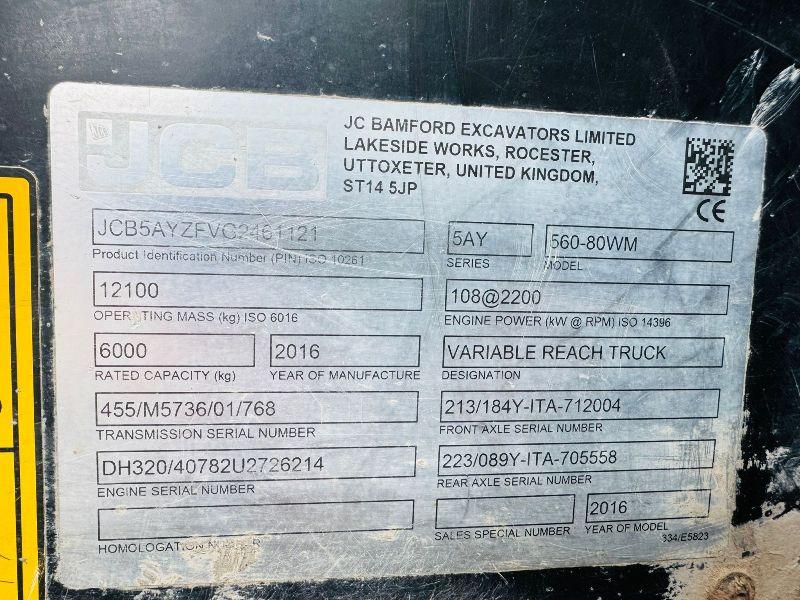 JCB
JC BAMFORD EXCAVATORS LIMITED
LAKESIDE WORKS, ROCESTER,
UTTOXETER, UNITED KINGDOM,
ST14 5JP
CE
JCB5AYZFVG2461121 5AY 560-80WM
Product Identification Number (PIN) ISO 10261 SERIES MODEL
12100 108@2200
OPERATING MASS (kg) ISO 6016 ENGINE POWER (kW @ RPM) ISO 14396
6000 2016 VARIABLE REACH TRUCK
RATED CAPACITY (kg) YEAR OF MANUFACTURE DESIGNATION
455/M5736/01/768 213/184Y-ITA-712004
TRANSMISSION SERIAL NUMBER FRONT AXLE SERIAL NUMBER
DH320/40782U2726214 223/089Y-ITA-705558
ENGINE SERIAL NUMBER REAR AXLE SERIAL NUMBER
2016
HOMOLOGATION NUMBER SALES SPECIAL NUMBER YEAR OF MODEL
334/E5823